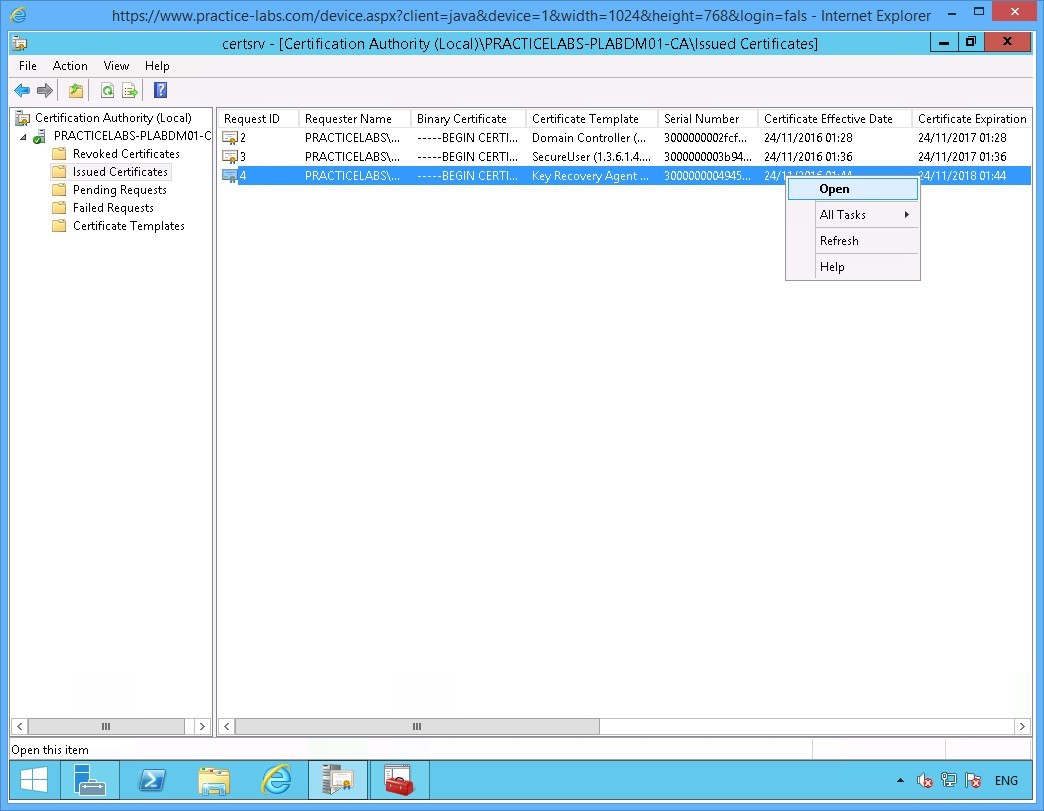 https://www.practice-labs.com/device.aspx?client=java&device=1&width=1024&height=768&login=fals - Internet Explorer
certsrv - [Certification Authority (Local)\PRACTICELABS-PLABDM01-CA\Issued Certificates]
File Action View Help
Certification Authority (Local)
PRACTICELABS-PLABDM01-C
Revoked Certificates
Issued Certificates
Pending Requests
Failed Requests
Certificate Templates
Request ID Requester Name Binary Certificate Certificate Template Serial Number Certificate Effective Date Certificate Expiration
2 PRACTICELABS\... -----BEGIN CERTI... Domain Controller (... 3000000002fcf... 24/11/2016 01:28 24/11/2017 01:28
3 PRACTICELABS\... -----BEGIN CERTI... SecureUser (1.3.6.1.4.... 3000000003b94... 24/11/2016 01:36 24/11/2017 01:36
4 PRACTICELABS\... -----BEGIN CERTI... Key Recovery Agent ... 3000000004945... 24/11/2016 01:44 24/11/2018 01:44
Open
All Tasks
Refresh
Help
Open this item
ENG